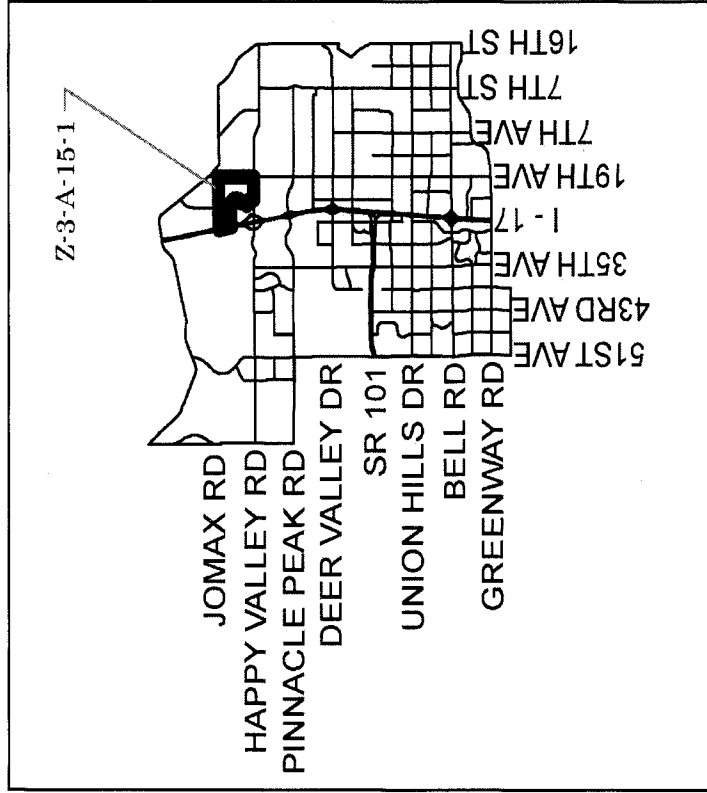 Z-3-A-15-1
JOMAX RD
HAPPY VALLEY RD
PINNACLE PEAK RD
DEER VALLEY DR
SR 101
UNION HILLS DR
BELL RD
GREENWAY RD
51ST AVE
43RD AVE
35TH AVE
I - 17
19TH AVE
7TH AVE
7TH ST
16TH ST